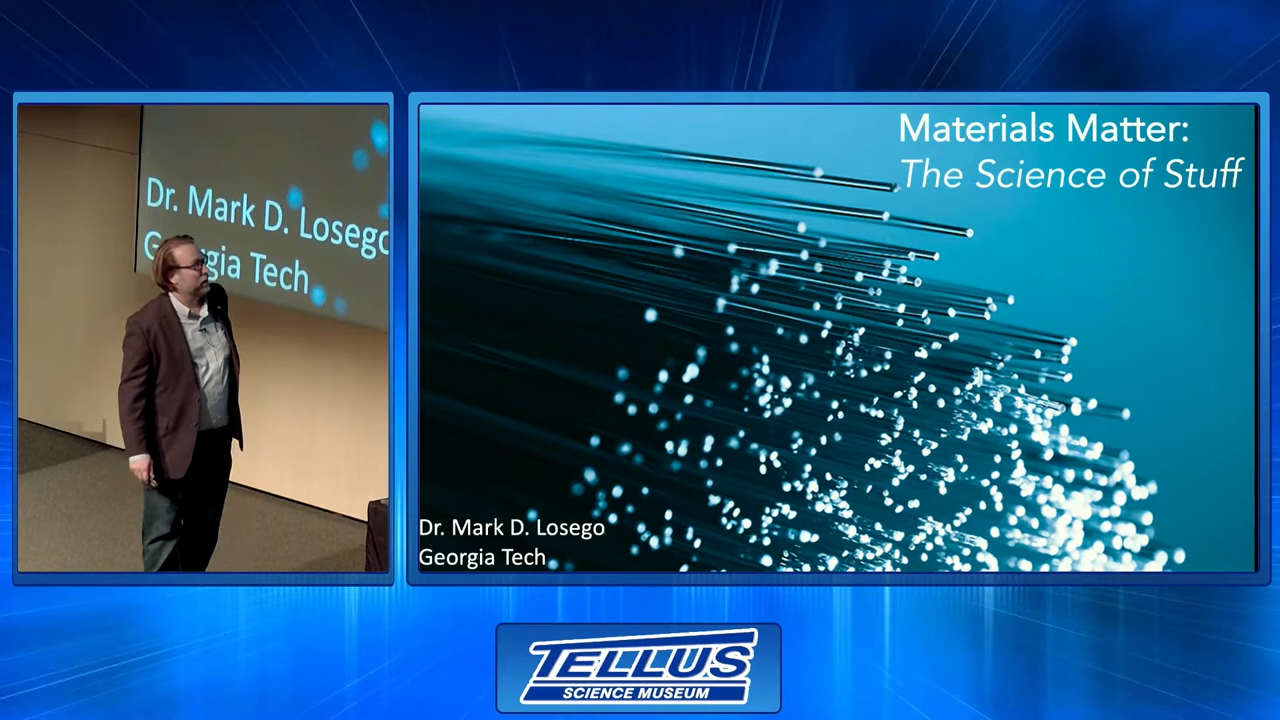 Dr. Mark D. Losego
Georgia Tech
Materials Matter:
The Science of Stuff
Dr. Mark D. Losego
Georgia Tech
TELLUS
SCIENCE MUSEUM